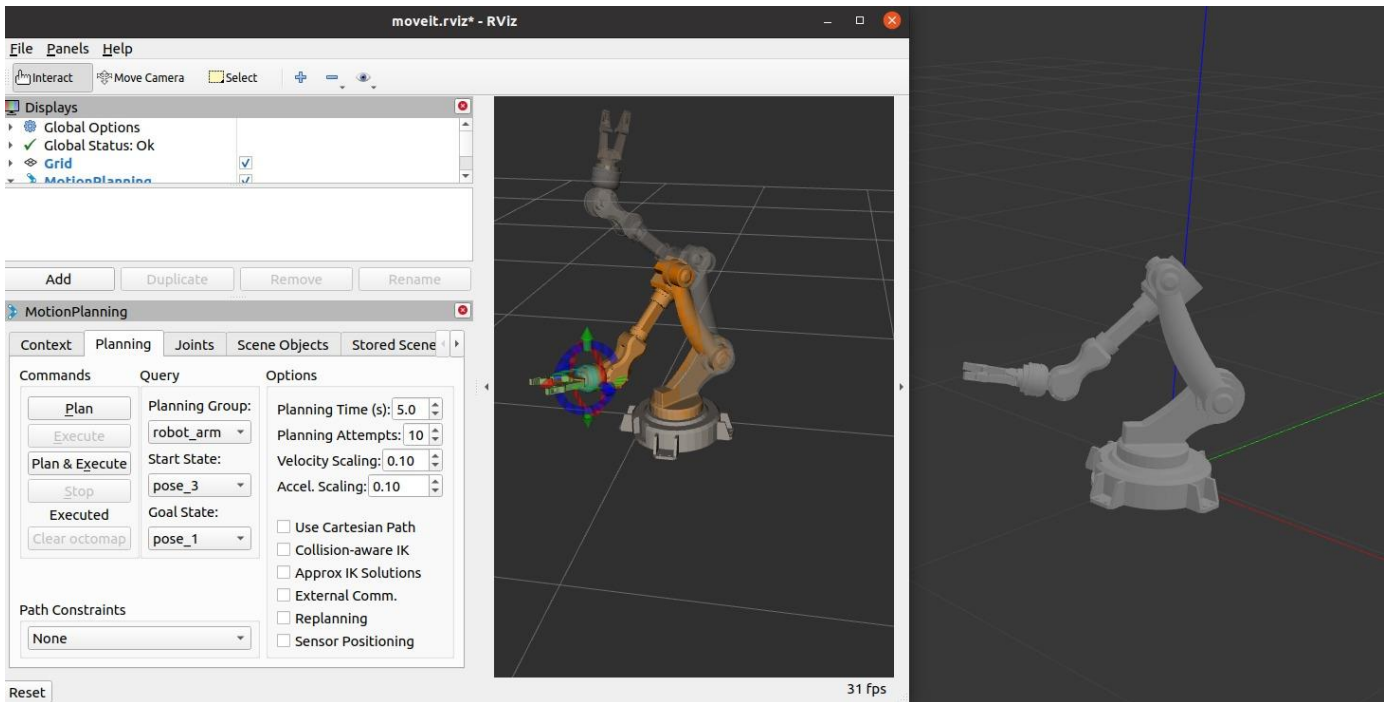 moveit.rviz* - RViz
File Panels Help
Interact Move Camera Select
Displays
Global Options
Global Status: Ok
Grid
MotionPlanning
Add Duplicate Remove Rename
MotionPlanning
Context Planning Joints Scene Objects Stored Scene
Commands Query Options
Plan Planning Group: Planning Time (s): 5.0
Execute robot_arm Planning Attempts: 10
Plan & Execute Start State: Velocity Scaling: 0.10
Stop pose_3 Accel. Scaling: 0.10
Executed Goal State: Use Cartesian Path
Clear octomap pose_1 Collision-aware IK
Approx IK Solutions
External Comm.
Path Constraints Replanning
None Sensor Positioning
Reset 31 fps